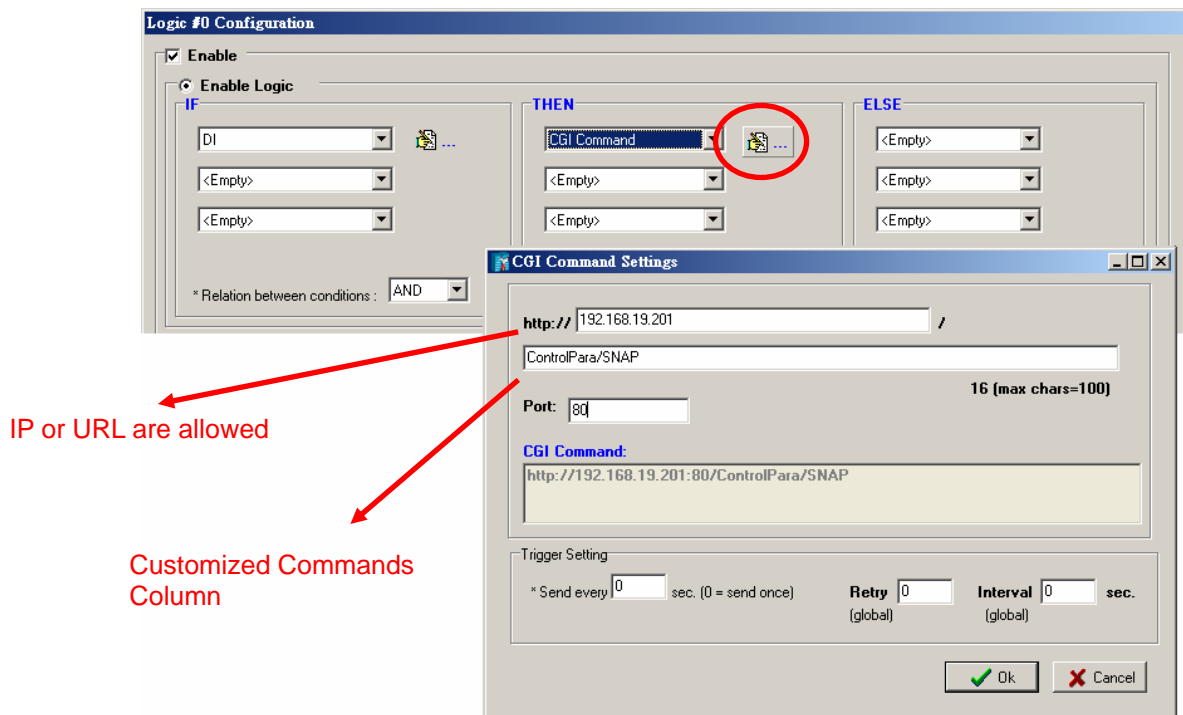 Logic #0 Configuration
Enable
Enable Logic
IF
THEN
ELSE
DI
...
CGI Command
...
<Empty>
<Empty>
<Empty>
<Empty>
<Empty>
<Empty>
<Empty>
* Relation between conditions : AND
CGI Command Settings
http:// 192.168.19.201 /
ControlPara/SNAP
16 (max chars=100)
Port: 80
CGI Command:
http://192.168.19.201:80/ControlPara/SNAP
Trigger Setting
* Send every 0 sec. (0 = send once)
Retry 0
(global)
Interval 0 sec.
(global)
Ok
Cancel
IP or URL are allowed
Customized Commands
Column